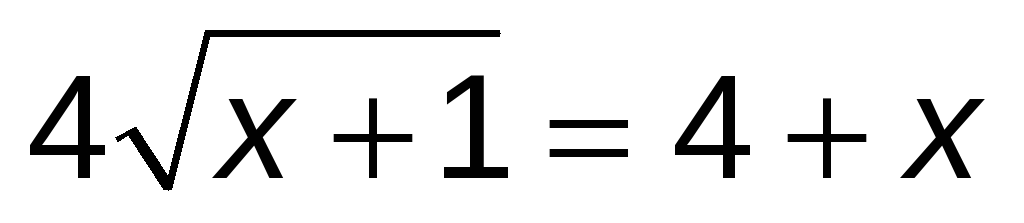 4√x + 1 = 4 + x